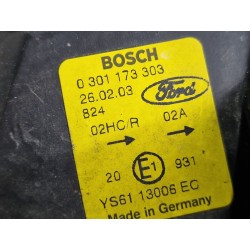 BOSCH
0 301 173 303
26.02.03 Ford
824
02HC/R 02A
→ →
20 E1 931
YS61 13006 EC
Made in Germany